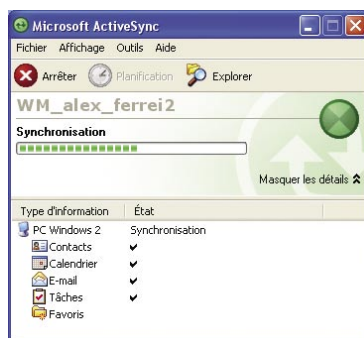 Microsoft ActiveSync
Fichier Affichage Outils Aide
Arrêter Planification Explorer
WM_alex_ferrei2
Synchronisation
Masquer les détails
Type d'information État
PC Windows 2 Synchronisation
Contacts
Calendrier
E-mail
Tâches
Favoris